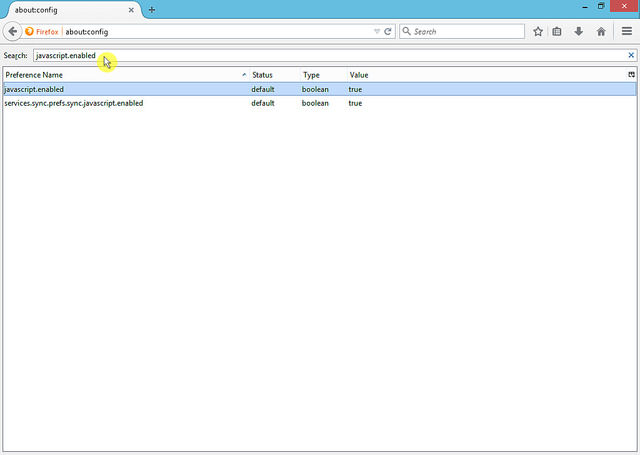 about:config
Firefox about:config Search
Search: javascript.enabled
Preference Name Status Type Value
javascript.enabled default boolean true
services.sync.prefs.sync.javascript.enabled default boolean true